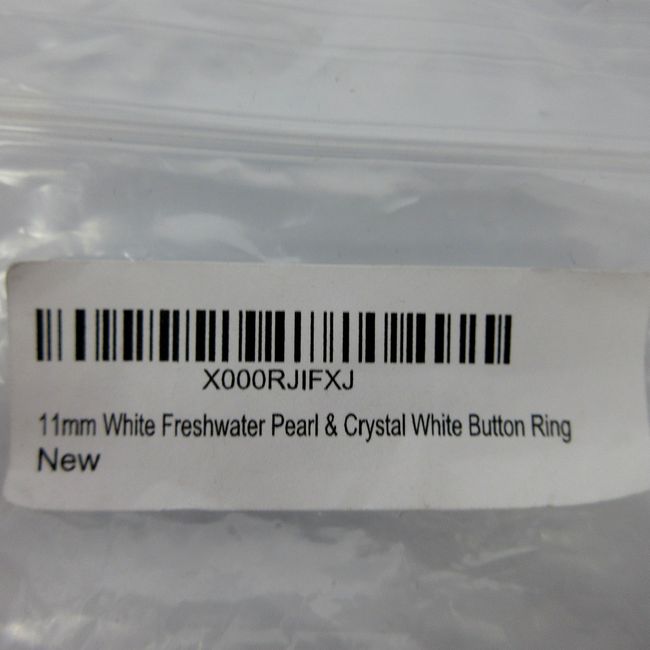 X000RJIFXJ
11mm White Freshwater Pearl & Crystal White Button Ring
New